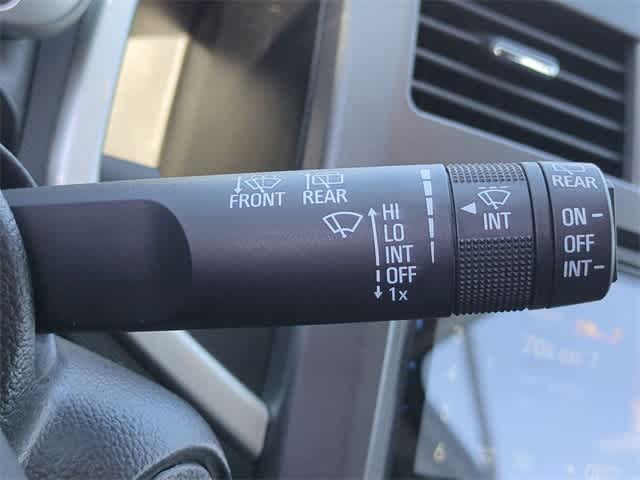 FRONT REAR
HI
LO
INT
OFF
1x
INT
REAR
ON
OFF
INT